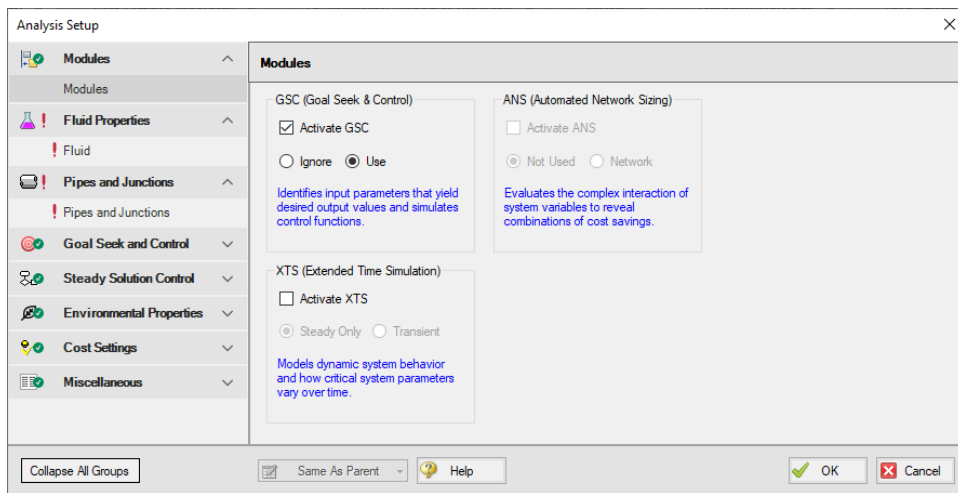 Analysis Setup
Modules
Modules
Fluid Properties
Fluid
Pipes and Junctions
Pipes and Junctions
Goal Seek and Control
Steady Solution Control
Environmental Properties
Cost Settings
Miscellaneous
Modules
GSC (Goal Seek & Control)
Activate GSC
Ignore Use
Identifies input parameters that yield
desired output values and simulates
control functions.
ANS (Automated Network Sizing)
Activate ANS
Not Used Network
Evaluates the complex interaction of
system variables to reveal
combinations of cost savings.
XTS (Extended Time Simulation)
Activate XTS
Steady Only Transient
Models dynamic system behavior
and how critical system parameters
vary over time.
Collapse All Groups
Same As Parent
Help
OK
Cancel